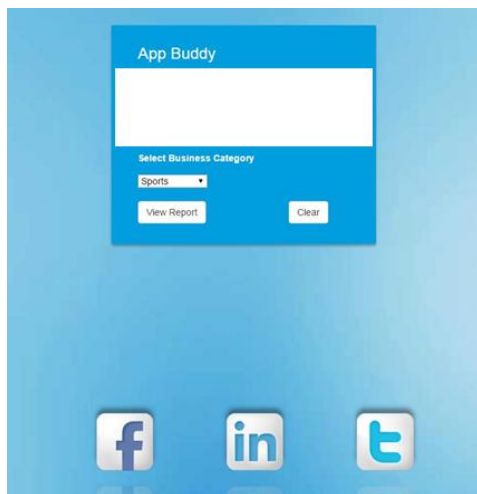 App Buddy
Select Business Category
Sports
View Report
Clear
f
in
t